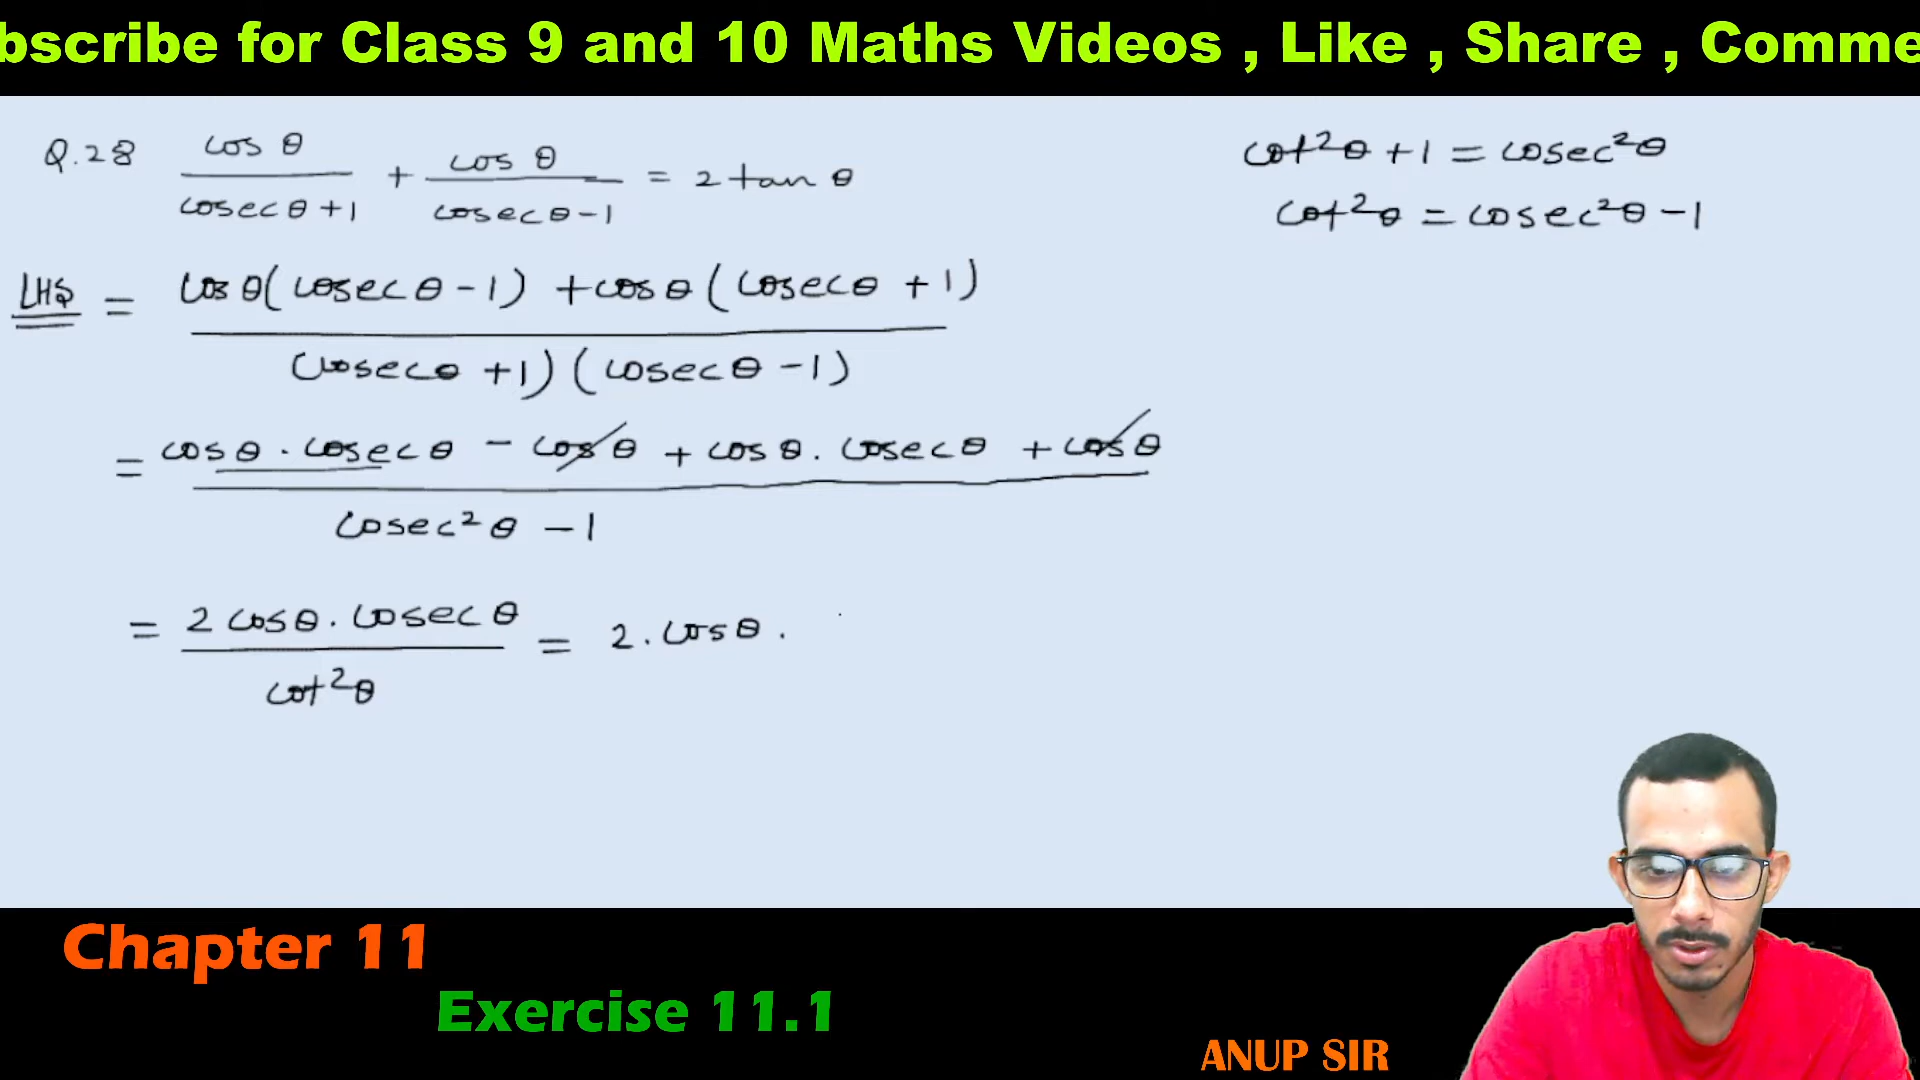 bscribe for Class 9 and 10 Maths Videos , Like , Share , Comme
Q.28 cos θ / cosec θ + 1 + cos θ / cosec θ - 1 = 2 tan θ
cot²θ + 1 = cosec²θ
cot²θ = cosec²θ - 1
LHS = cos θ(cosec θ - 1) + cos θ (cosec θ + 1)
(cosec θ + 1) (cosec θ - 1)
= cos θ . cosec θ - cos θ + cos θ . cosec θ + cos θ
cosec² θ - 1
= 2 cos θ . cosec θ / cot² θ = 2 . cos θ .
Chapter 11
Exercise 11.1
ANUP SIR